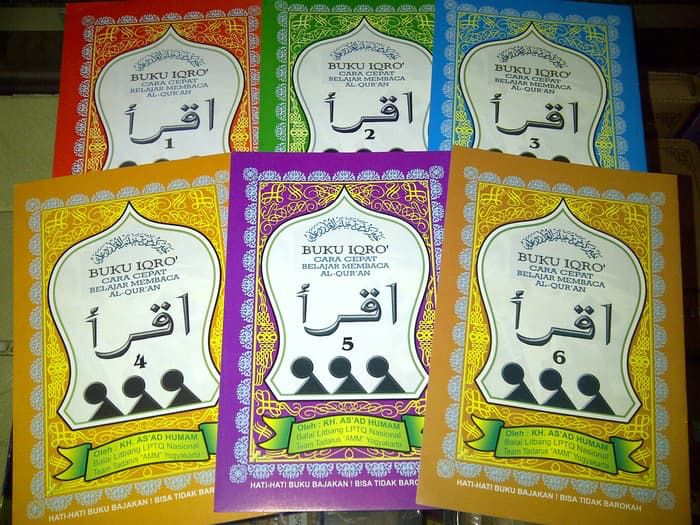 BUKU IQRO'
CARA CEPAT
BELAJAR MEMBACA
AL-QUR'AN
اقرأ
1
BUKU IQRO'
CARA CEPAT
BELAJAR MEMBACA
AL-QUR'AN
اقرأ
2
BUKU IQRO'
CARA CEPAT
BELAJAR MEMBACA
AL-QUR'AN
اقرأ
3
BUKU IQRO'
CARA CEPAT
BELAJAR MEMBACA
AL-QUR'AN
اقرأ
4
Oleh : KH. AS'AD HUMAM
Balai Litbang LPTQ Nasional
Team Tadarus "AMM" Yogyakarta
HATI-HATI BUKU BAJAKAN ! BISA TIDAK BAROKAH
BUKU IQRO'
CARA CEPAT
BELAJAR MEMBACA
AL-QUR'AN
اقرأ
5
Oleh : KH. AS'AD HUMAM
Balai Litbang LPTQ Nasional
Team Tadarus "AMM" Yogyakarta
HATI-HATI BUKU BAJAKAN ! BISA TIDAK BAROKA
BUKU IQRO'
CARA CEPAT
BELAJAR MEMBACA
AL-QUR'AN
اقرأ
6
Oleh : KH. AS'AD HUMAM
Balai Litbang LPTQ Nasional
Team Tadarus "AMM" Yogyakarta
HATI-HATI BUKU BAJAKAN ! BISA TIDAK BAROKAH